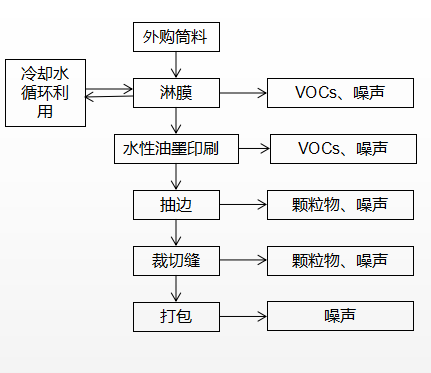 外购筒料
冷却水
循环利
用
淋膜
VOCs、噪声
水性油墨印刷
VOCs、噪声
抽边
颗粒物、噪声
裁切缝
颗粒物、噪声
打包
噪声